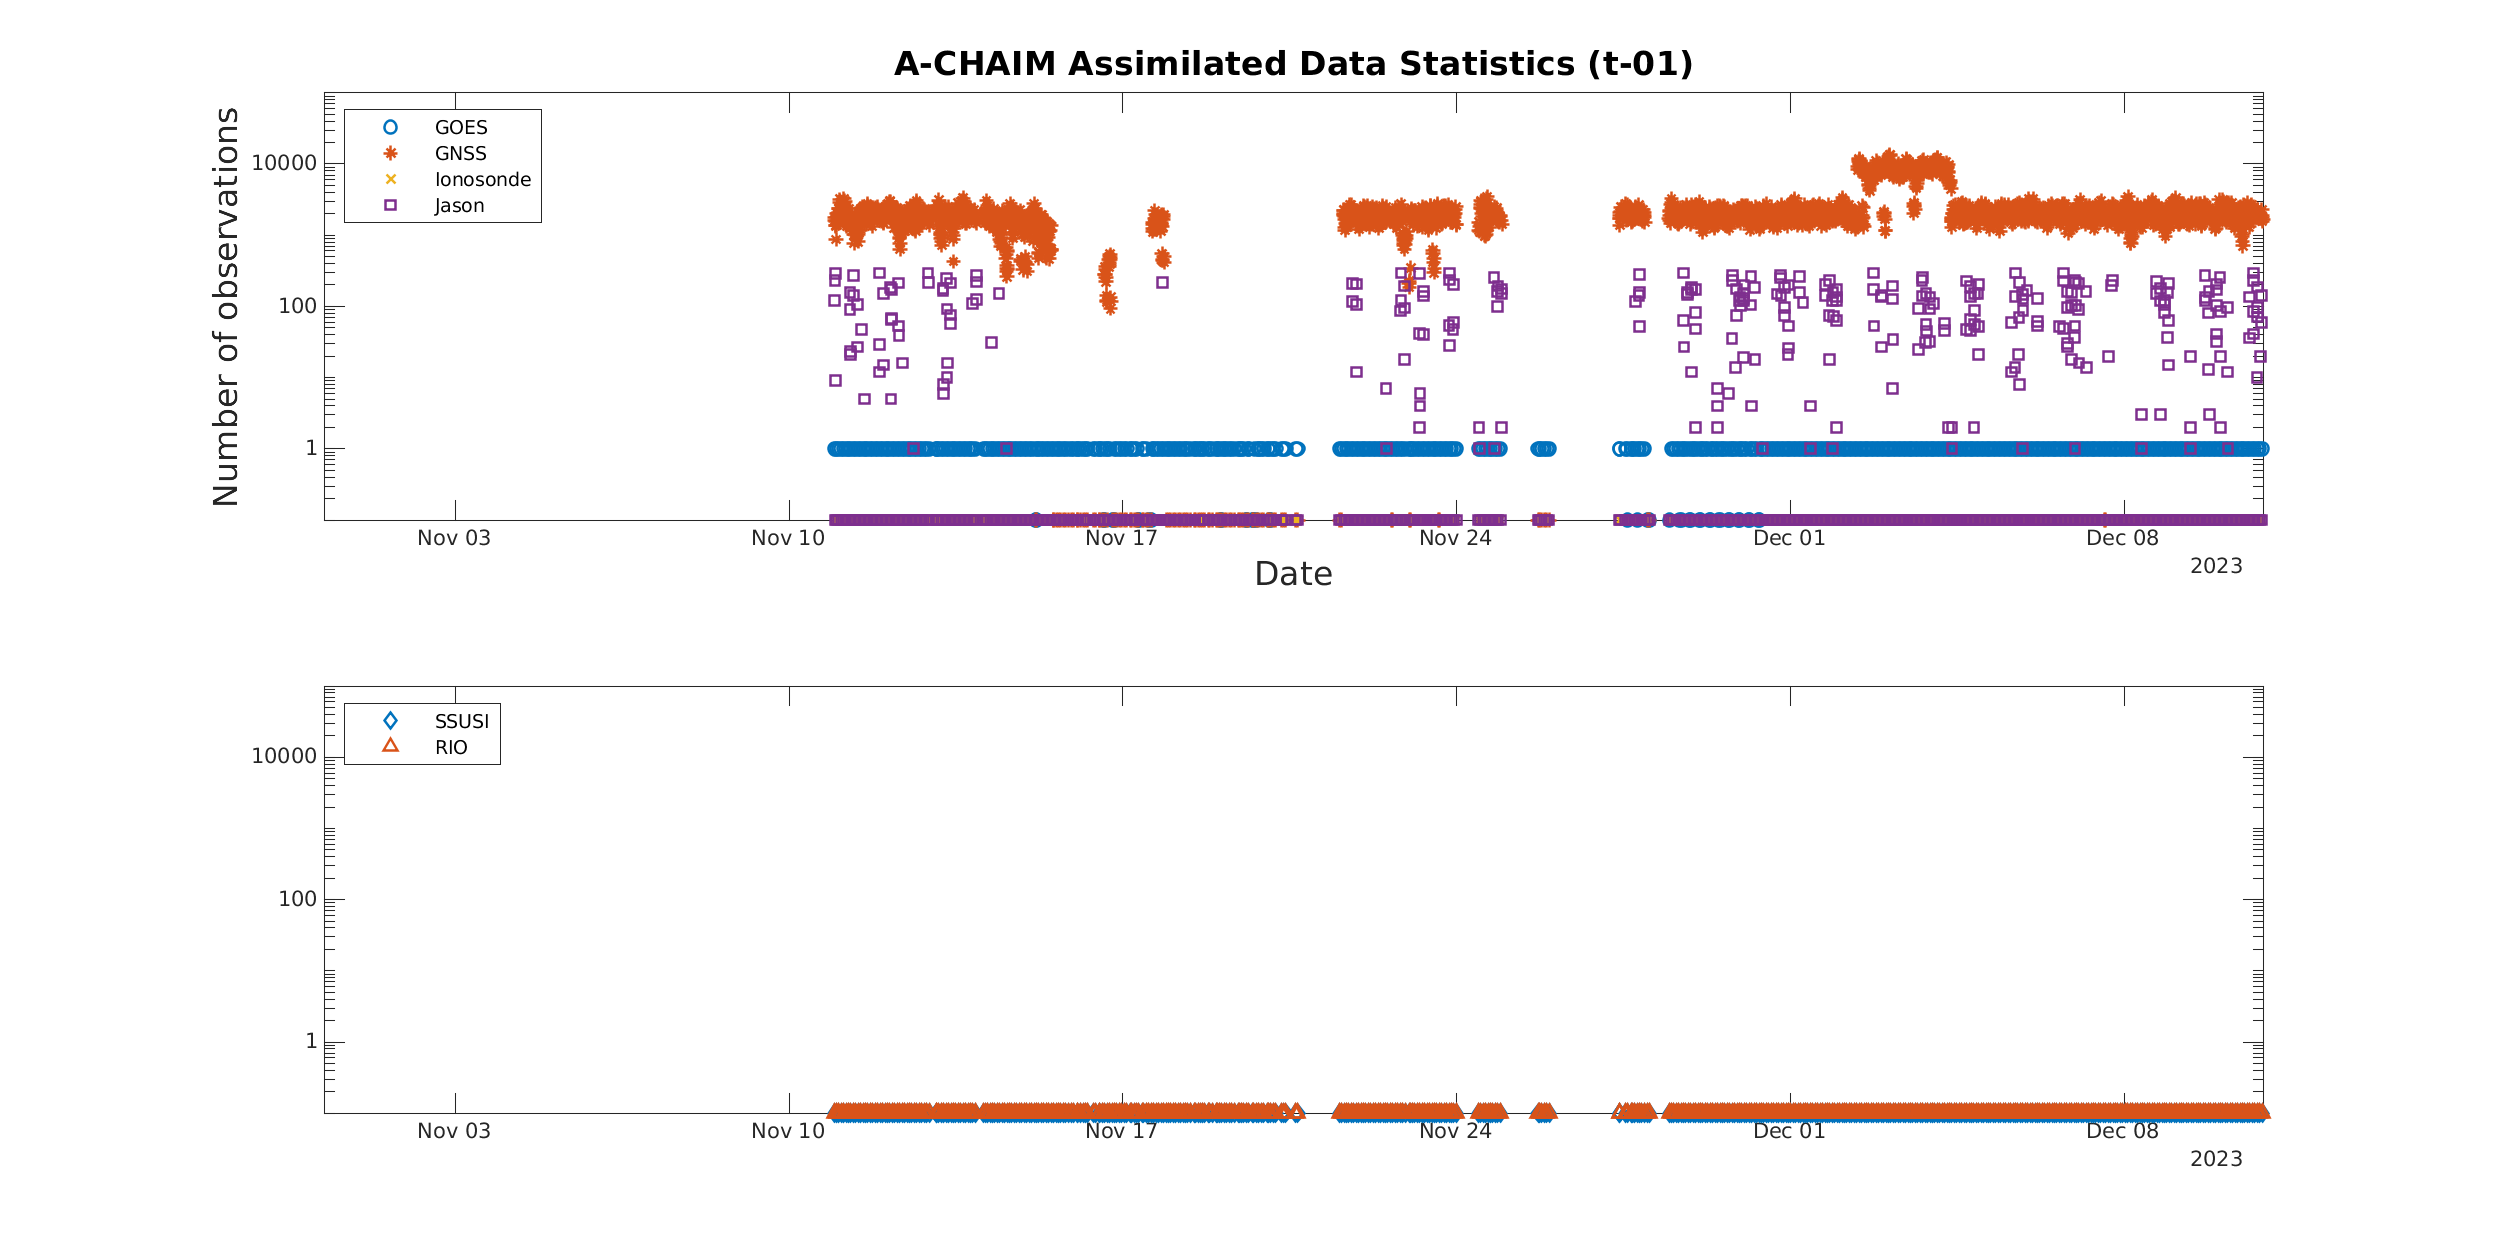 A-CHAIM Assimilated Data Statistics (t-01)
Number of observations
GOES
GNSS
Ionosonde
Jason
10000
100
1
Nov 03
Nov 10
Nov 17
Nov 24
Dec 01
Dec 08
2023
Date
SSUSI
RIO
10000
100
1
Nov 03
Nov 10
Nov 17
Nov 24
Dec 01
Dec 08
2023